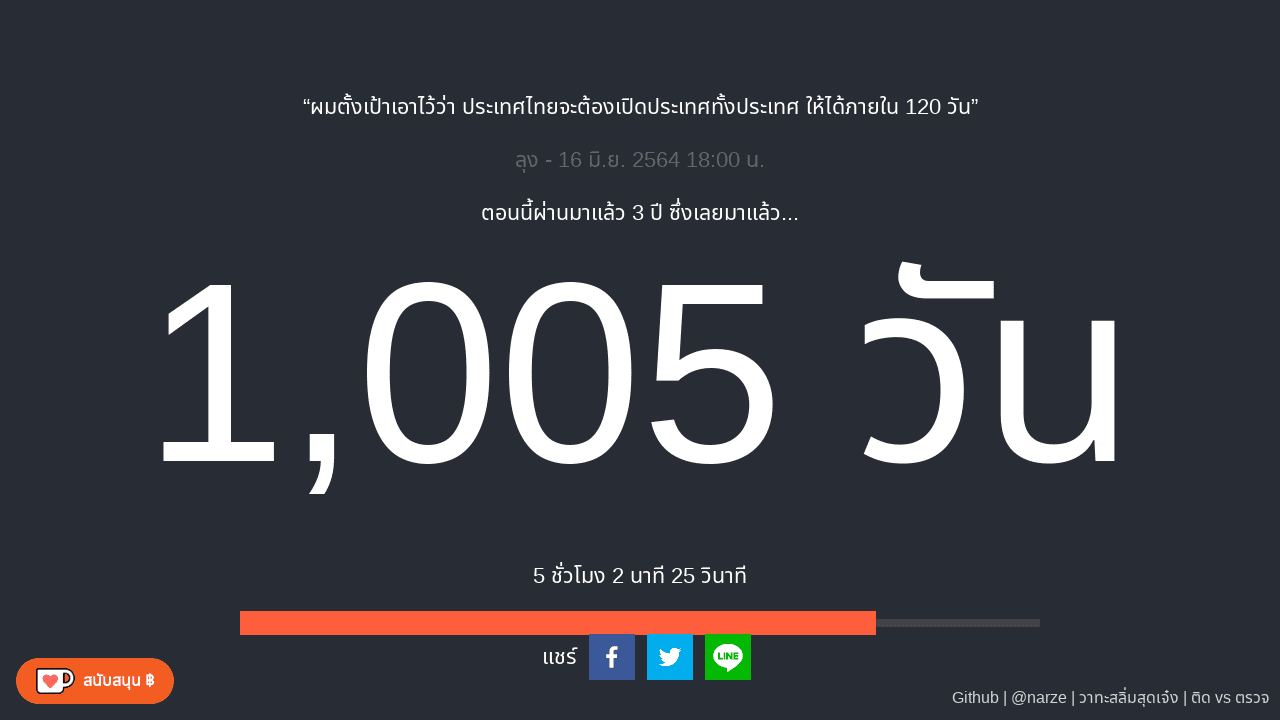 “ผมตั้งเป้าเอาไว้ว่า ประเทศไทยจะต้องเปิดประเทศทั้งประเทศ ให้ได้ภายใน 120 วัน”
ลุง - 16 มิ.ย. 2564 18:00 น.
ตอนนี้ผ่านมาแล้ว 3 ปี ซึ่งเลยมาแล้ว...
1,005 วัน
5 ชั่วโมง 2 นาที 25 วินาที
แชร์
LINE
สนับสนุน ฿
Github | @narze | วาทะสลิ่มสุดเจ๋ง | ติด vs ตรวจ